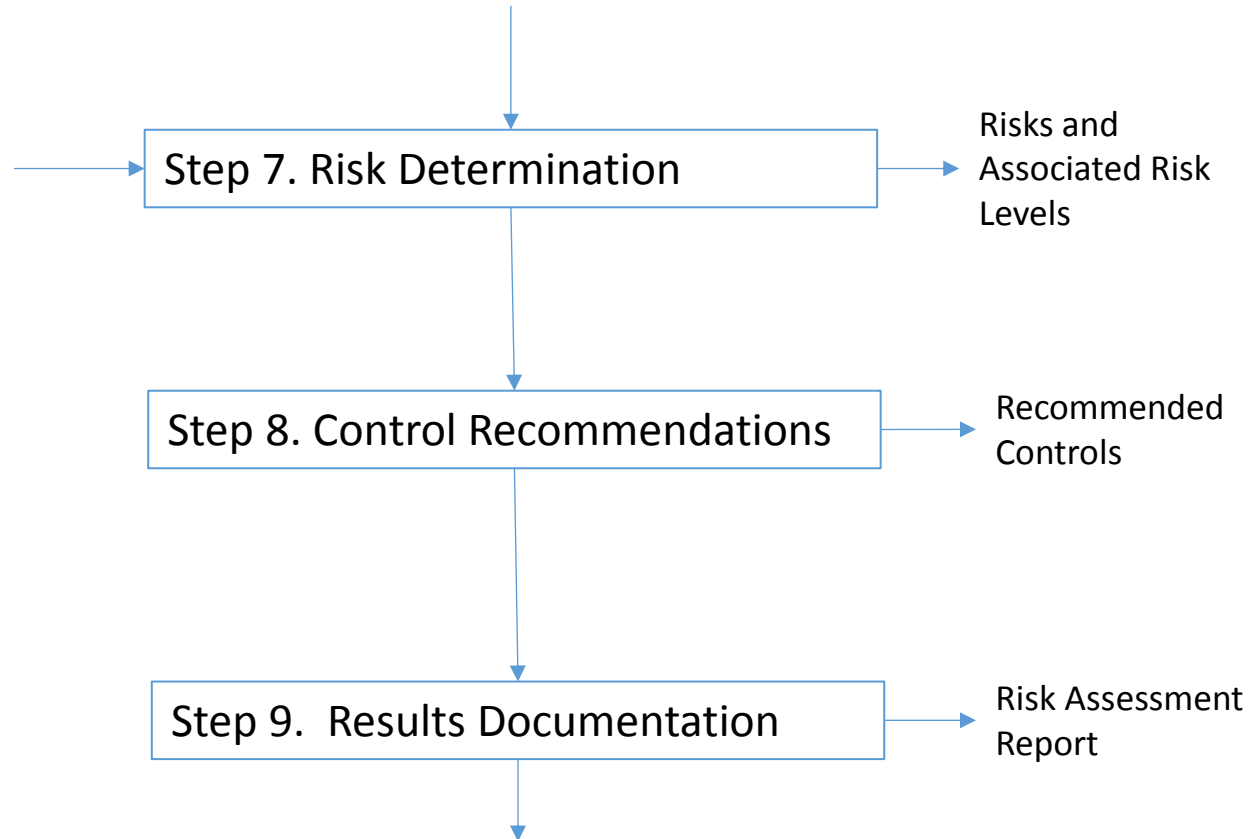 Step 7. Risk Determination
Risks and
Associated Risk
Levels
Step 8. Control Recommendations
Recommended
Controls
Step 9.  Results Documentation
Risk Assessment
Report